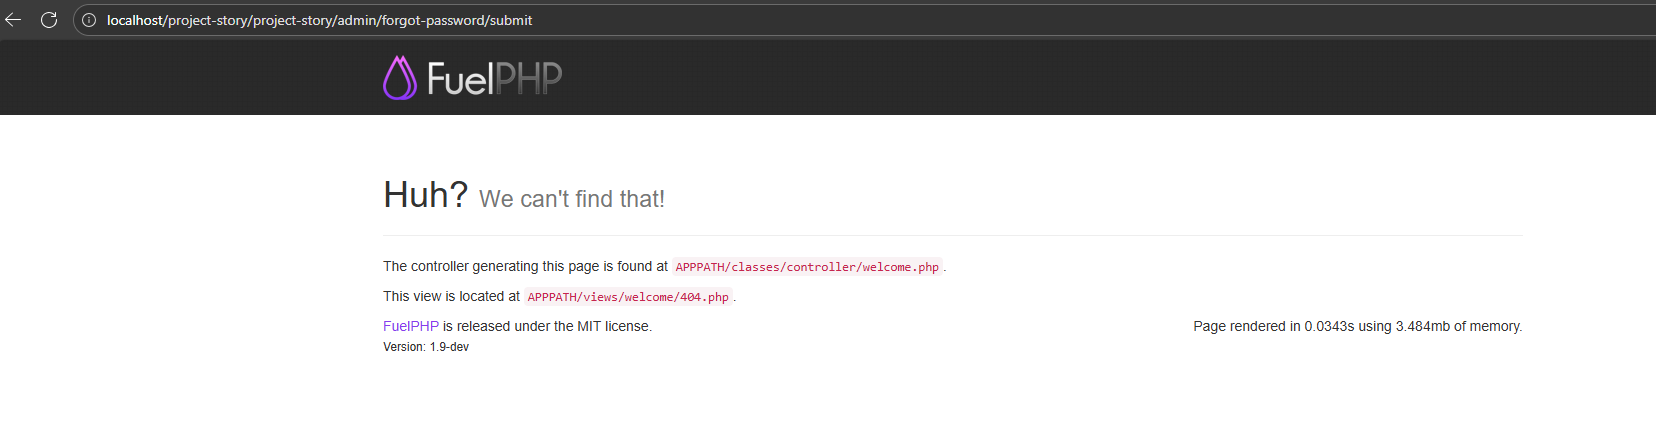 localhost/project-story/project-story/admin/forgot-password/submit
FuelPHP
Huh? We can't find that!
The controller generating this page is found at APPPATH/classes/controller/welcome.php.
This view is located at APPPATH/views/welcome/404.php.
FuelPHP is released under the MIT license. Page rendered in 0.0343s using 3.484mb of memory.
Version: 1.9-dev